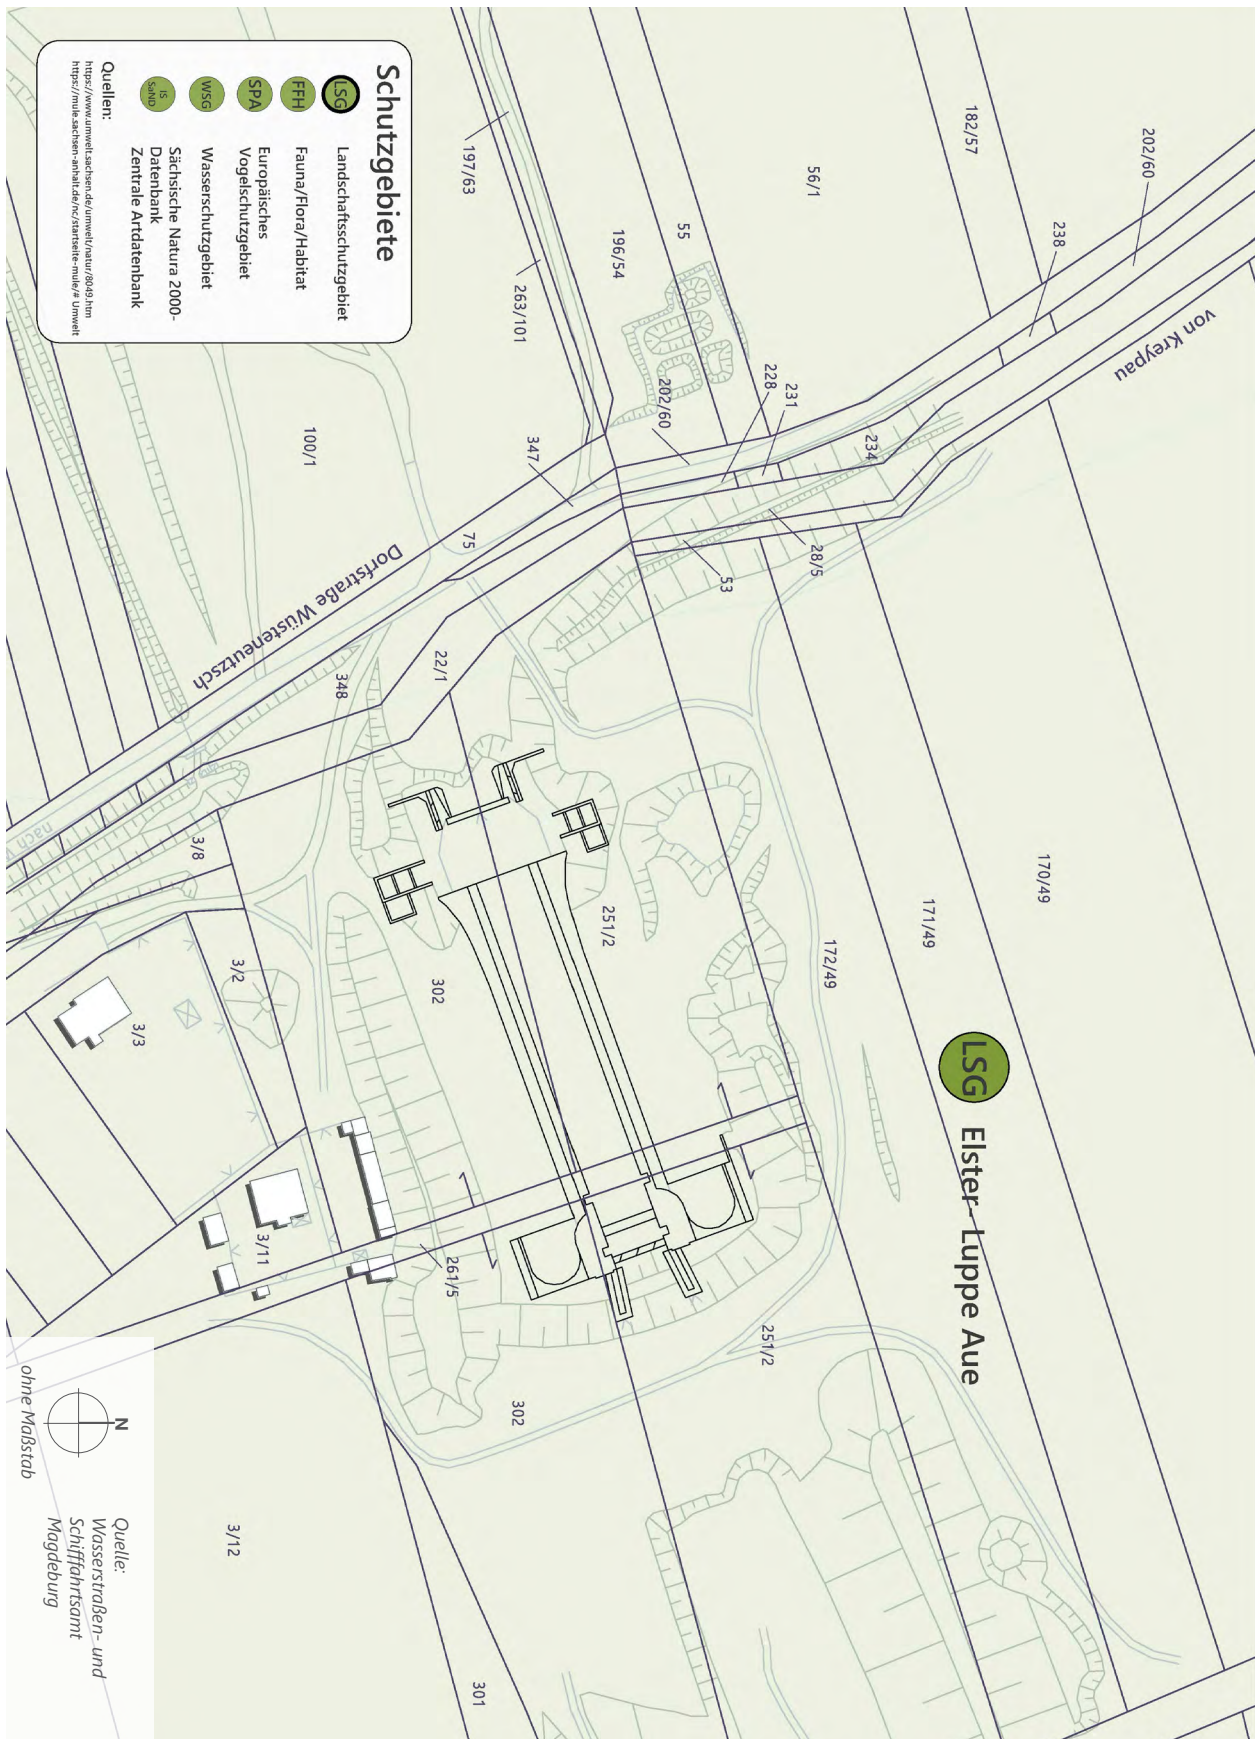 Schutzgebiete
LSG Landschaftsschutzgebiet
FFH Fauna/Flora/Habitat
SPA Europäisches
Vogelschutzgebiet
WSG Wasserschutzgebiet
IS
SaND
Sächsische Natura 2000-
Datenbank
Zentrale Artdatenbank
Quellen:
https://www.umwelt.sachsen.de/umwelt/natur/8049.htm
https://mule.sachsen-anhalt.de/nc/startseite-mule/# Umwelt
202/60
182/57
238
von Kreypau
56/1
55
196/54
197/63
263/101
202/60
228
231
234
347
28/5
53
100/1
75
Dorfstraße Wüsteneutzsch
22/1
348
nach
3/8
251/2
302
3/2
3/3
172/49
171/49
170/49
LSG Elster- Luppe Aue
3/11
261/5
251/2
302
3/12
301
N
ohne Maßstab
Quelle:
Wasserstraßen- und
Schifffahrtsamt
Magdeburg